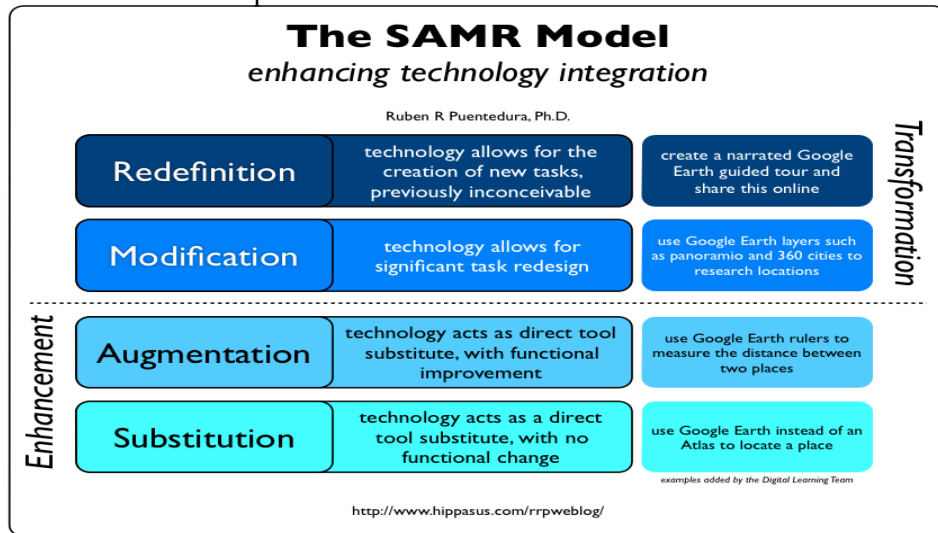 The SAMR Model
enhancing technology integration
Ruben R Puentedura, Ph.D.
Transformation
Redefinition
technology allows for the
creation of new tasks,
previously inconceivable
create a narrated Google
Earth guided tour and
share this online
Modification
technology allows for
significant task redesign
use Google Earth layers such
as panoramio and 360 cities to
research locations
Enhancement
Augmentation
technology acts as direct tool
substitute, with functional
improvement
use Google Earth rulers to
measure the distance between
two places
Substitution
technology acts as a direct
tool substitute, with no
functional change
use Google Earth instead of an
Atlas to locate a place
examples added by the Digital Learning Team
http://www.hippasus.com/rrpweblog/